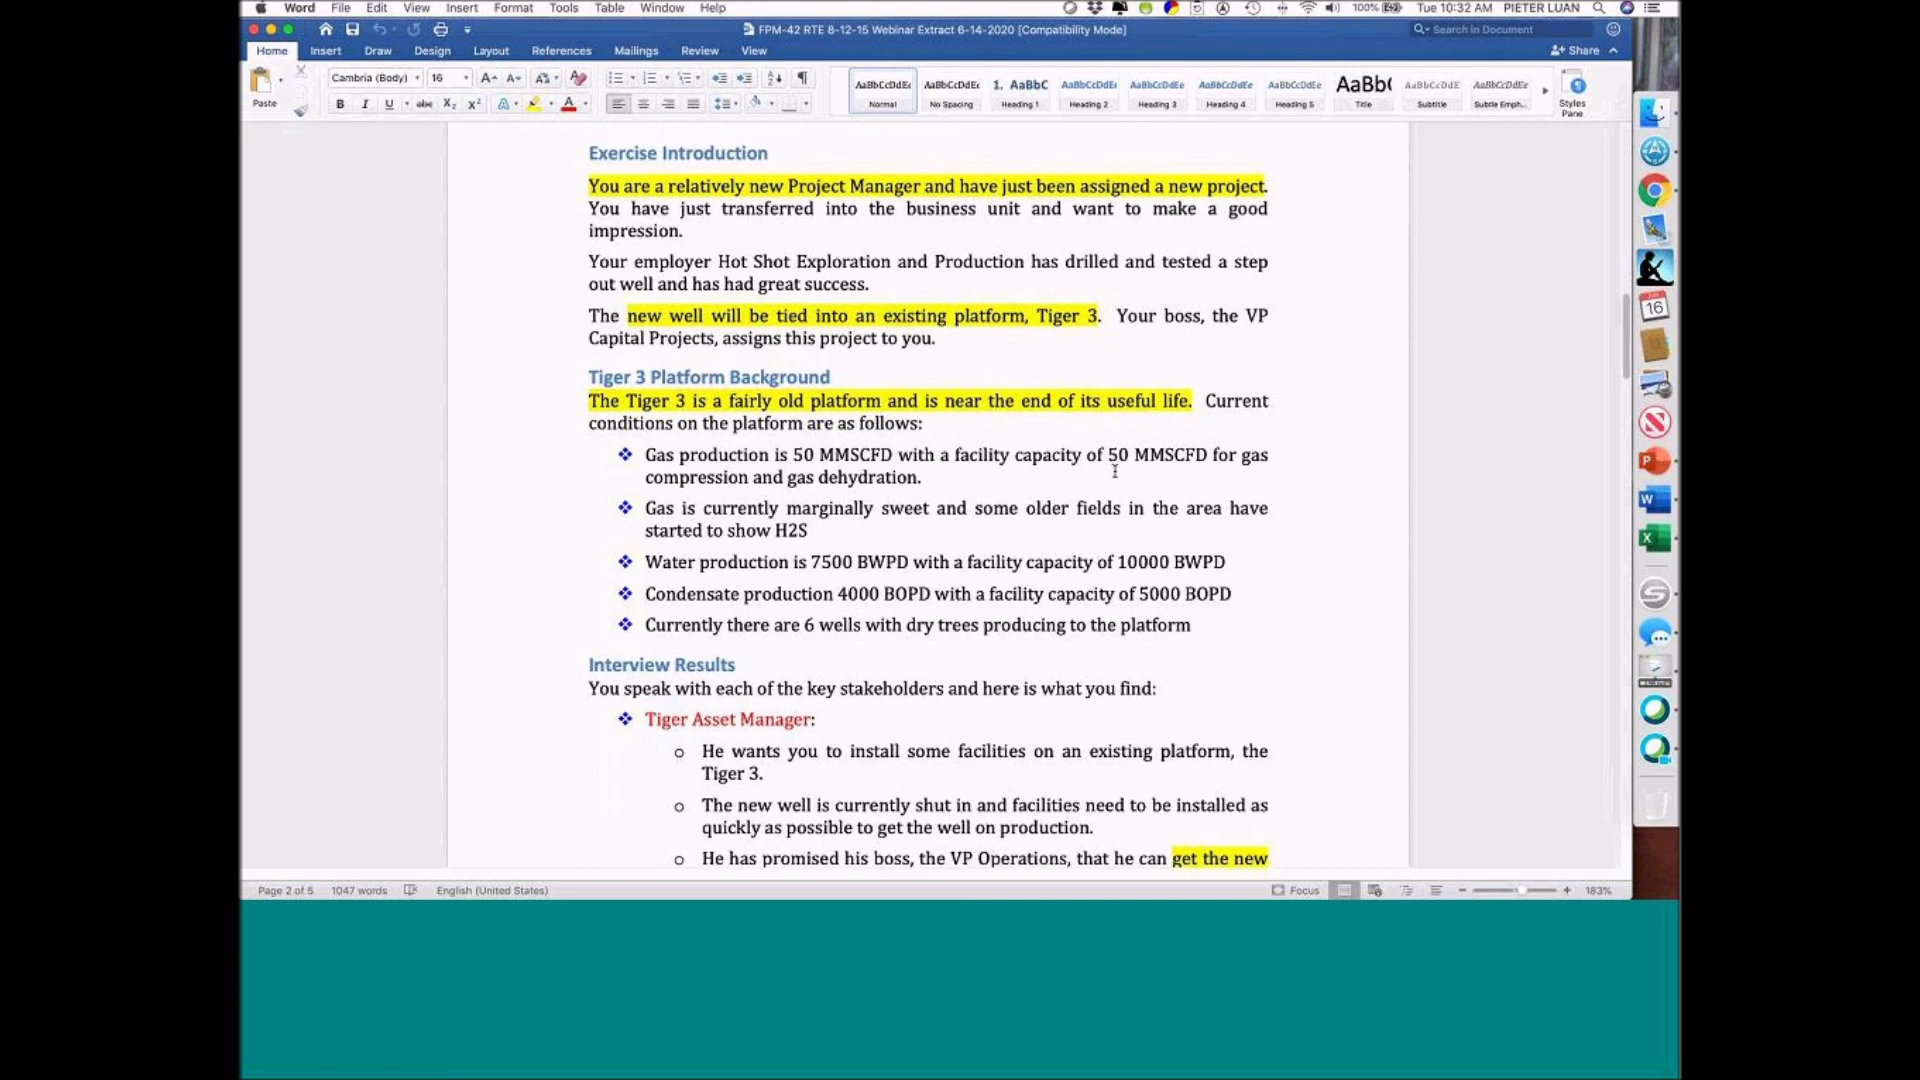 Word File Edit View Insert Format Tools Table Window Help 100% Tue 10:32 AM PIETER LUAN
FPM-42 RTE 8-12-15 Webinar Extract 6-14-2020 [Compatibility Mode] Search in Document
Home Insert Draw Design Layout References Mailings Review View Share
Paste Cambria (Body) 16 AaBbCcDdEe AaBbCcDdEe 1. AaBbC AaBbCcDdEe AaBbCcDdEe AaBbCcDdEe AaBbCcDdEe AaBb( AaBbCcDdE AaBbCcDdEe
Normal No Spacing Heading 1 Heading 2 Heading 3 Heading 4 Heading 5 Title Subtitle Subtle Emph... Styles Pane
Exercise Introduction
You are a relatively new Project Manager and have just been assigned a new project.
You have just transferred into the business unit and want to make a good
impression.
Your employer Hot Shot Exploration and Production has drilled and tested a step
out well and has had great success.
The new well will be tied into an existing platform, Tiger 3. Your boss, the VP
Capital Projects, assigns this project to you.
Tiger 3 Platform Background
The Tiger 3 is a fairly old platform and is near the end of its useful life. Current
conditions on the platform are as follows:
❖ Gas production is 50 MMSCFD with a facility capacity of 50 MMSCFD for gas
compression and gas dehydration.
❖ Gas is currently marginally sweet and some older fields in the area have
started to show H2S
❖ Water production is 7500 BWPD with a facility capacity of 10000 BWPD
❖ Condensate production 4000 BOPD with a facility capacity of 5000 BOPD
❖ Currently there are 6 wells with dry trees producing to the platform
Interview Results
You speak with each of the key stakeholders and here is what you find:
❖ Tiger Asset Manager:
o He wants you to install some facilities on an existing platform, the
Tiger 3.
o The new well is currently shut in and facilities need to be installed as
quickly as possible to get the well on production.
o He has promised his boss, the VP Operations, that he can get the new
Page 2 of 5 1047 words English (United States) Focus 183%